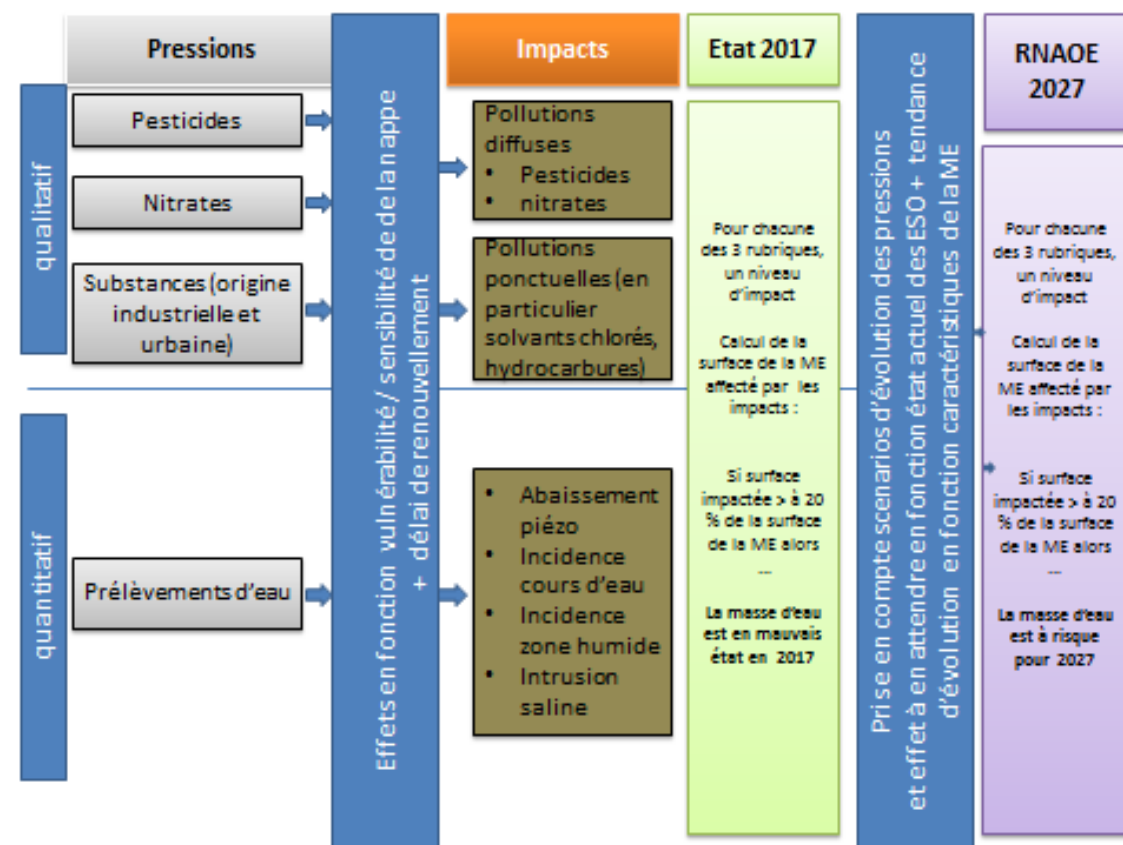 Pressions
Impacts
Etat 2017
RNAOE
2027
qualitatif
Pesticides
Nitrates
Substances (origine
industrielle et
urbaine)
quantitatif
Prélèvements d'eau
Effets en fonction vulnérabilité / sensibilité de de la nappe
+ délai de renouvellement
Pollutions
diffuses
• Pesticides
• nitrates
Pollutions
ponctuelles (en
particulier
solvants chlorés,
hydrocarbures)
• Abaissement
piézo
• Incidence
cours d'eau
• Incidence
zone humide
• Intrusion
saline
Pour chacune
des 3 rubriques,
un niveau
d'impact
Calcul de la
surface de la ME
affecté par les
impacts :
Si surface
impactée > à 20
% de la surface
de la ME alors
...
La masse d'eau
est en mauvais
état en 2017
Prise en compte scenarios d'évolution des pressions
et effet à en attendre en fonction état actuel des ESO + tendance
d'évolution en fonction caractéristiques de la ME
Pour chacune
des 3 rubriques,
un niveau
d'impact
Calcul de la
surface de la
ME affecté par
les impacts :
Si surface
impactée > à 20
% de la surface
de la ME alors
...
La masse d'eau
est à risque
pour 2027